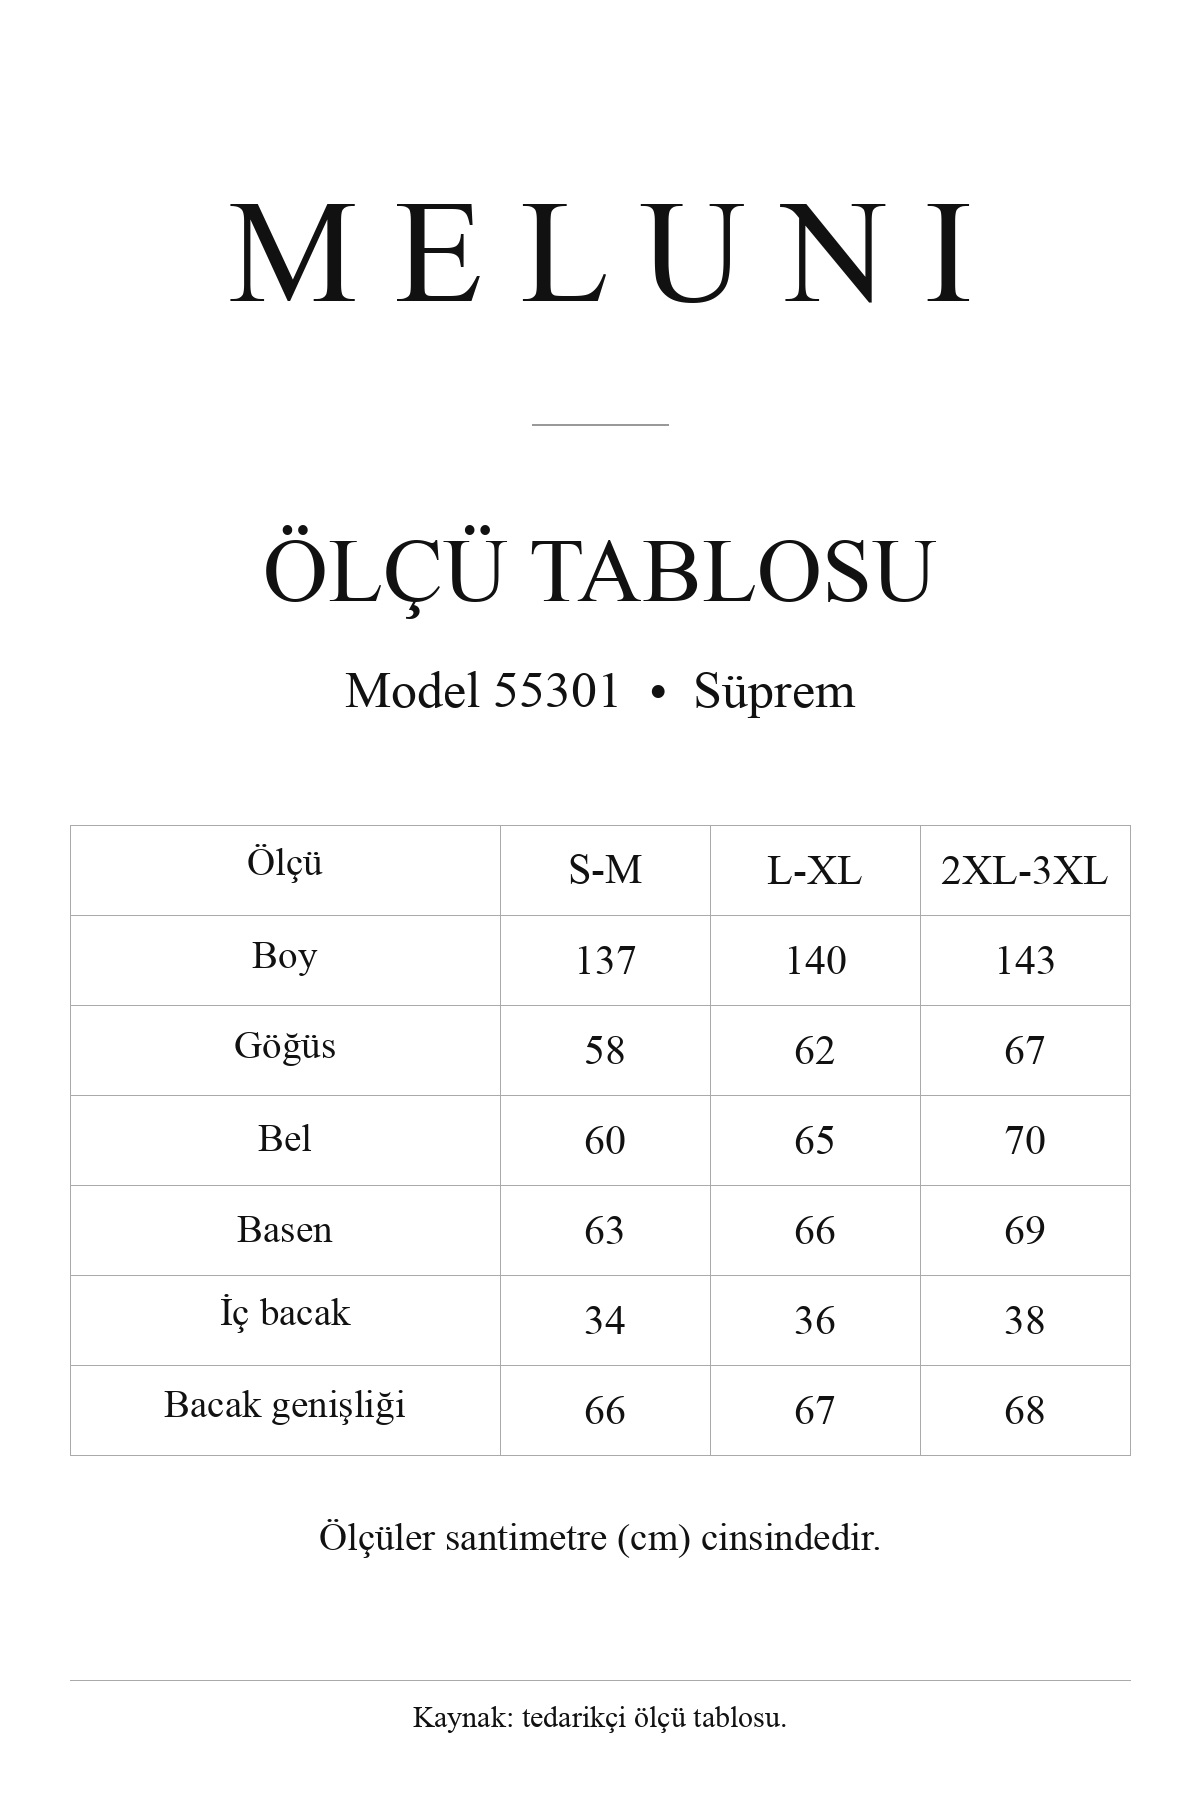 MELUNI
ÖLÇÜ TABLOSU
Model 55301 • Süprem
Ölçü S-M L-XL 2XL-3XL
Boy 137 140 143
Göğüs 58 62 67
Bel 60 65 70
Basen 63 66 69
İç bacak 34 36 38
Bacak genişliği 66 67 68
Ölçüler santimetre (cm) cinsindedir.
Kaynak: tedarikçi ölçü tablosu.